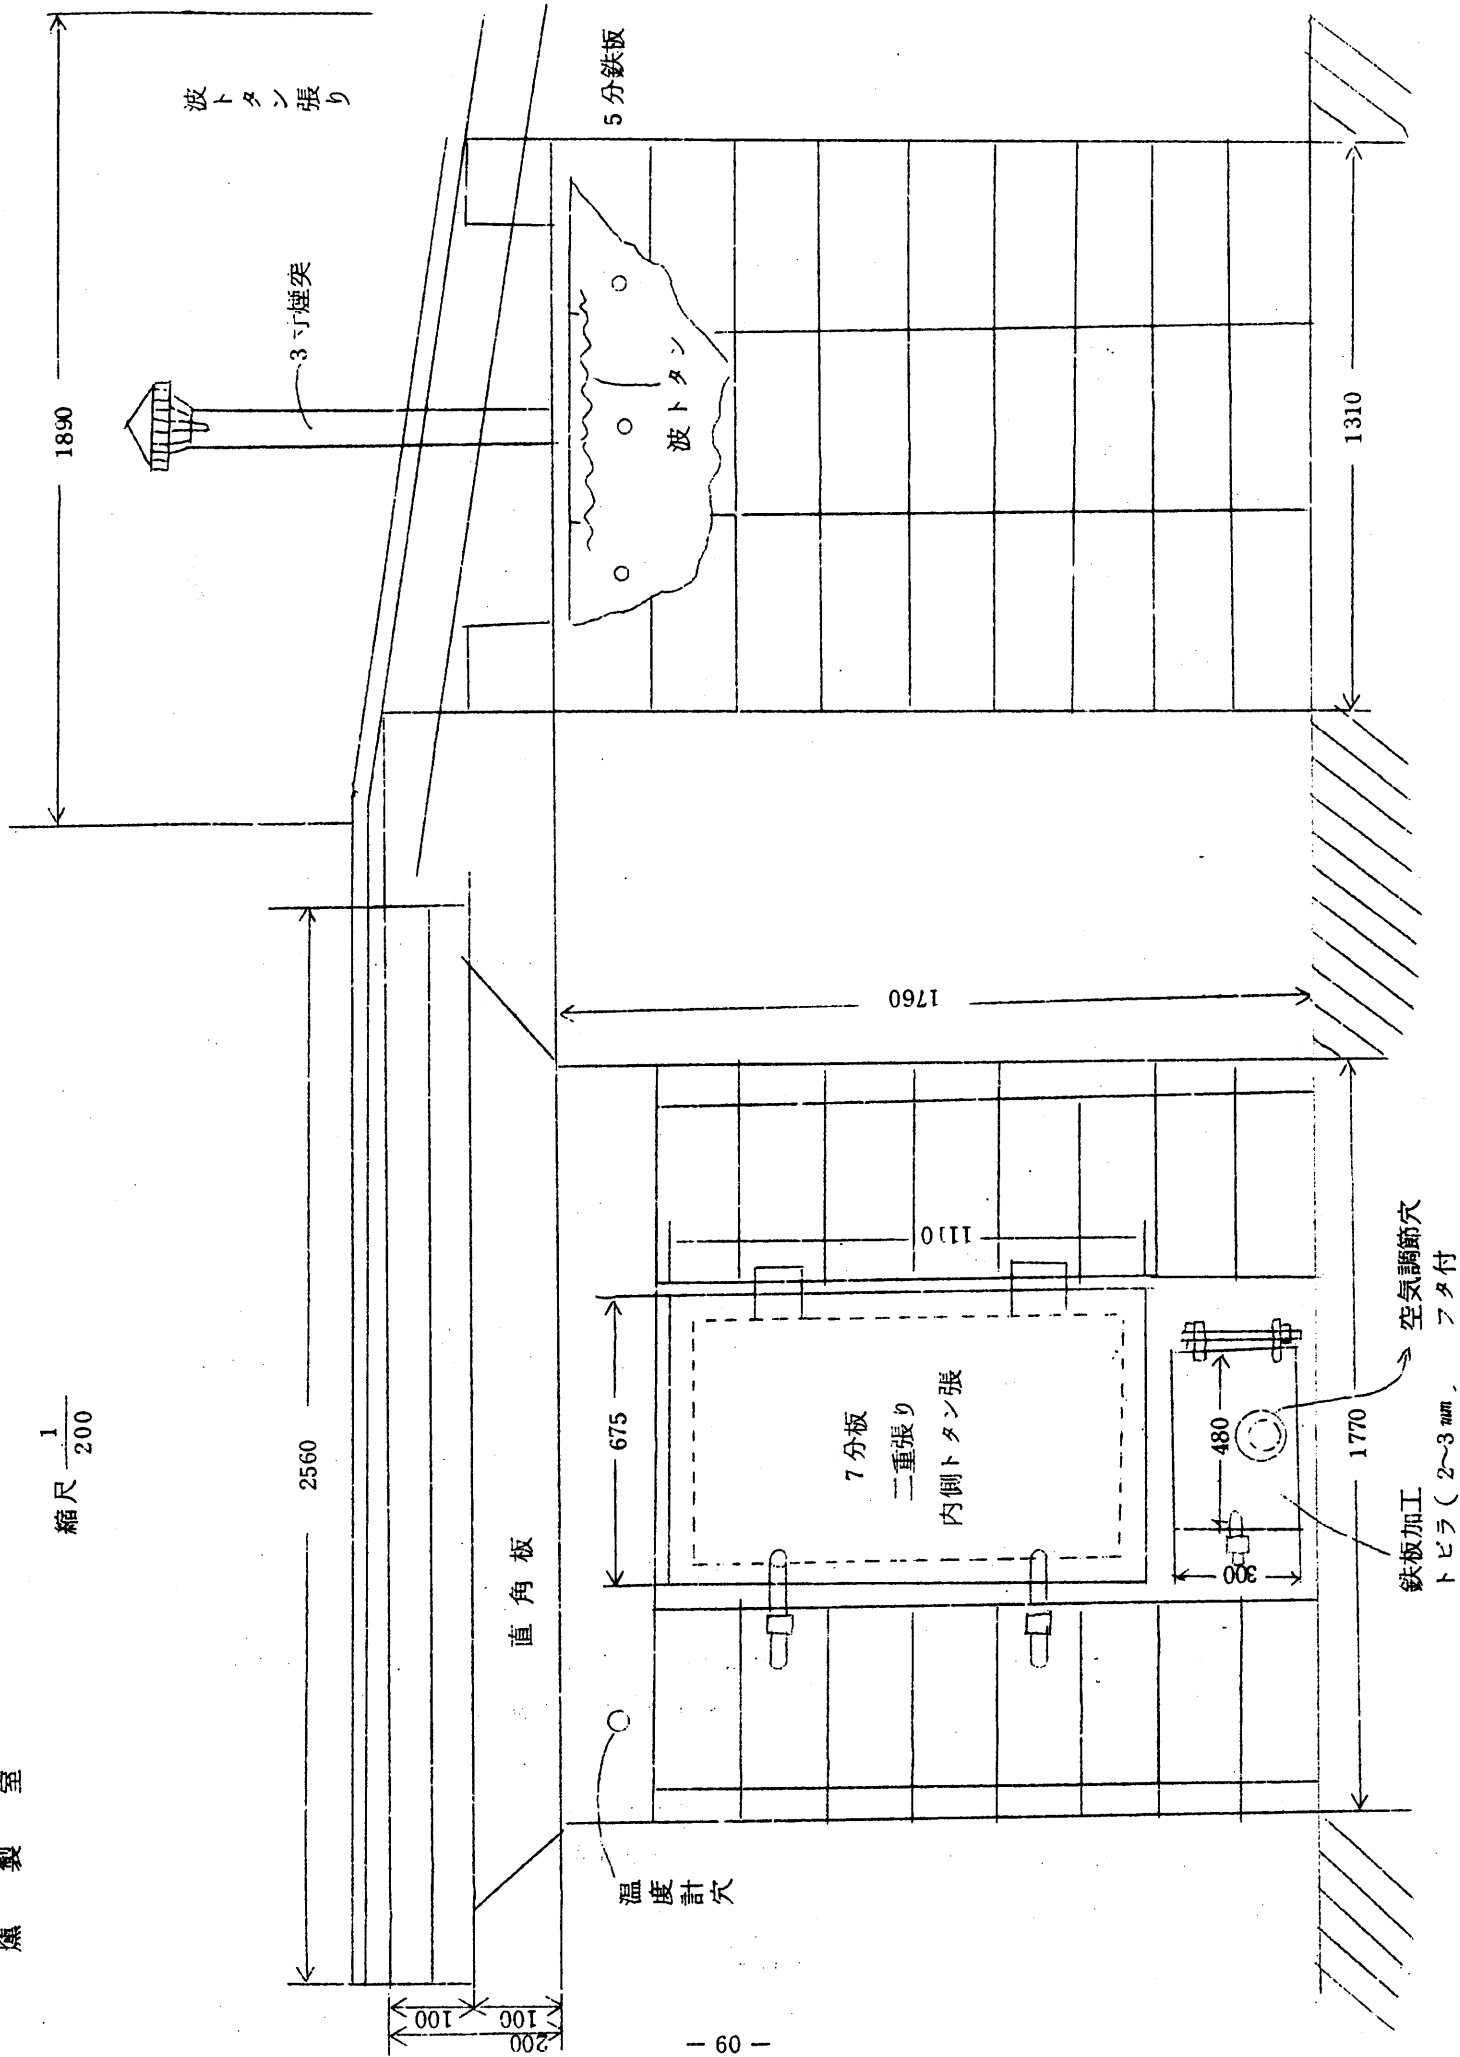 燻製室
縮尺 1/200
1890
波トタン張り
3寸煙突
2560
5分鉄板
100
100
200
直角板
波トタン
温度計穴
675
1760
1110
7分板
二重張り
内側トタン張
480
300
1770
1310
空気調節穴
フタ付
鉄板加工
トビラ(2~3mm,
- 60 -